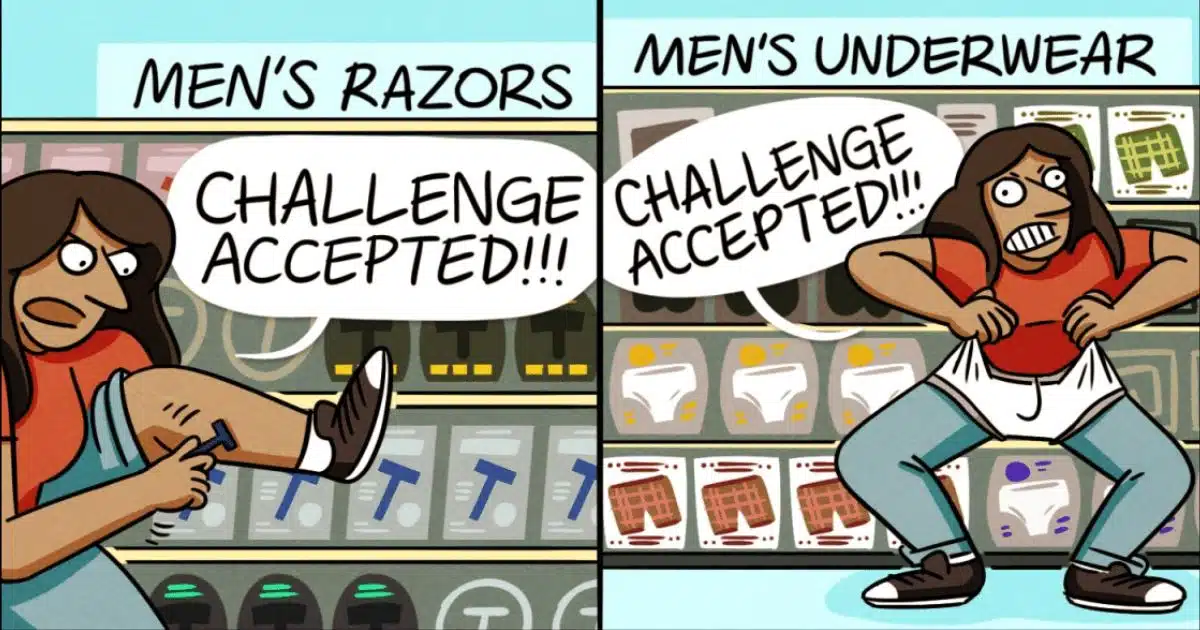 MEN'S RAZORS
CHALLENGE
ACCEPTED!!!
MEN'S UNDERWEAR
CHALLENGE
ACCEPTED!!!